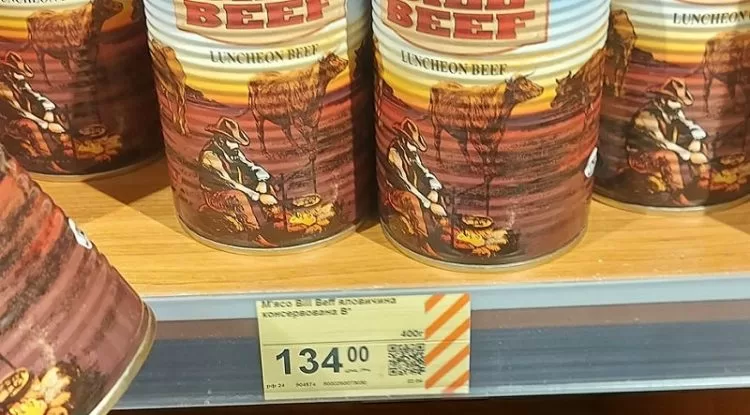 BEEF
BEEF
LUNCHEON BEEF
LUNCHEON BEEF
LUNCHEON
М'ясо Bill Beff яловичина
консервована В"
400г
134 00